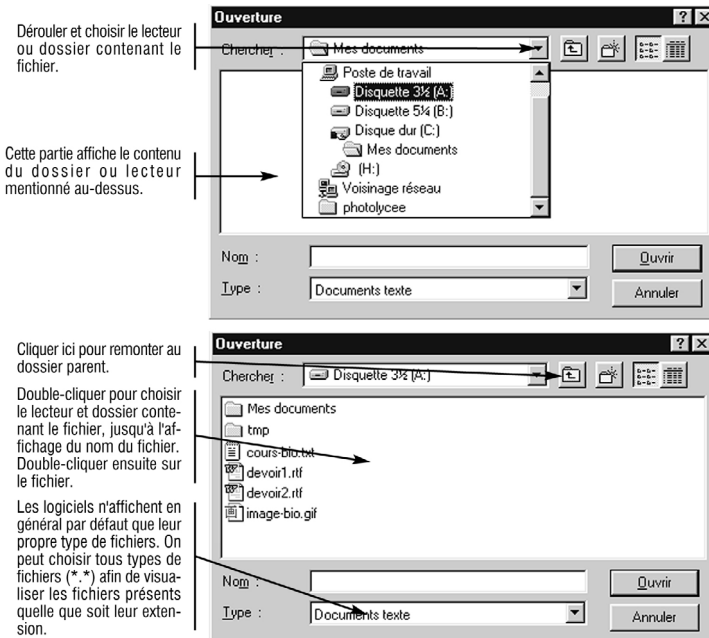 Dérouler et choisir le lecteur
ou dossier contenant le
fichier.
Cette partie affiche le contenu
du dossier ou lecteur
mentionné au-dessus.
Ouverture
Chercher :
Mes documents
Poste de travail
Disquette 3½ (A:)
Disquette 5¼ (B:)
Disque dur (C:)
Mes documents
(H:)
Voisinage réseau
photolycee
Nom :
Ouvrir
Type :
Documents texte
Annuler
Cliquer ici pour remonter au
dossier parent.
Double-cliquer pour choisir
le lecteur et dossier conte-
nant le fichier, jusqu'à l'af-
fichage du nom du fichier.
Double-cliquer ensuite sur
le fichier.
Les logiciels n'affichent en
général par défaut que leur
propre type de fichiers. On
peut choisir tous types de
fichiers (*.*) afin de visua-
liser les fichiers présents
quelle que soit leur exten-
sion.
Ouverture
Chercher :
Disquette 3½ (A:)
Mes documents
tmp
cours-bio.txt
devoir1.rtf
devoir2.rtf
image-bio.gif
Nom :
Ouvrir
Type :
Documents texte
Annuler